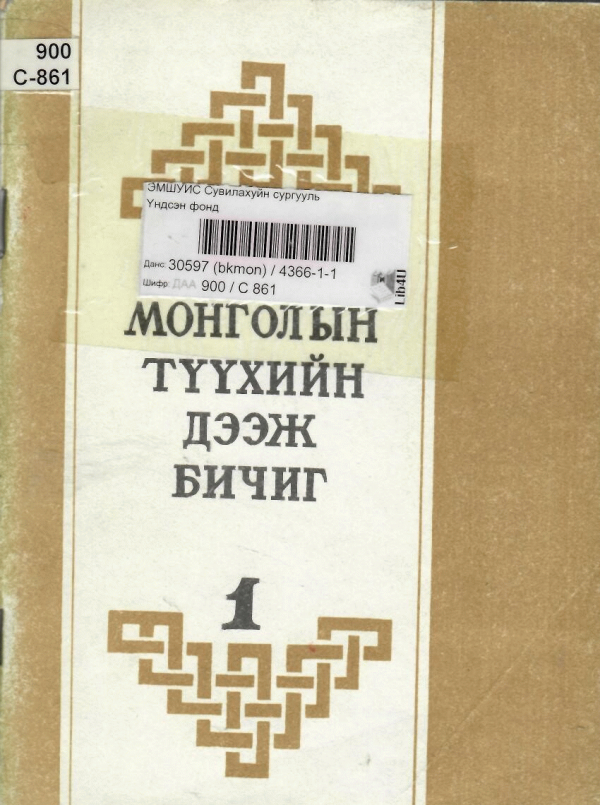 900
C-861
ЭМШУИС Сувилахуйн сургууль
Үндсэн фонд
Данс: 30597 (bkmon) / 4366-1-1
Шифр: ДАА 900 / C 861
Lib4U
МОНГОЛЫН
ТҮҮХИЙН
ДЭЭЖ
БИЧИГ
1